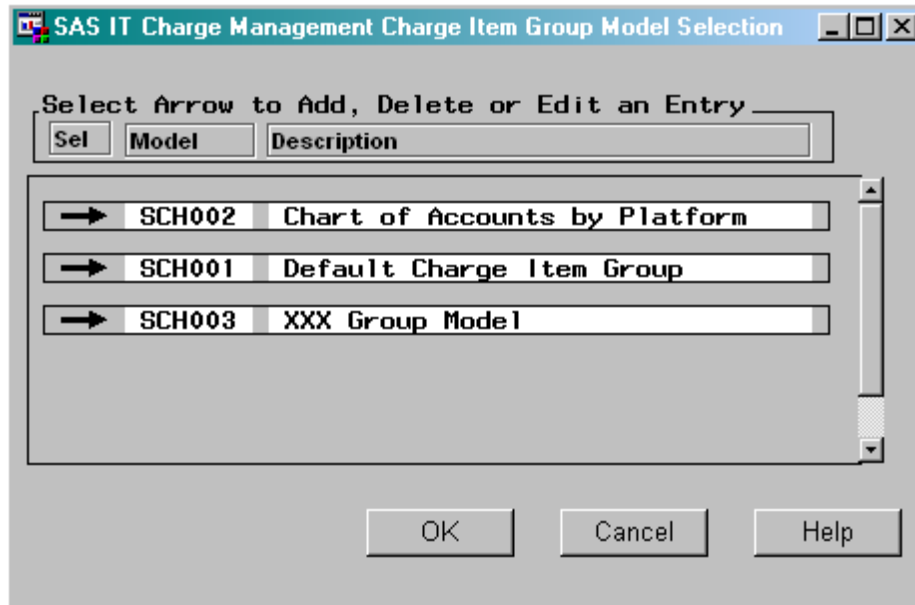 SAS IT Charge Management Charge Item Group Model Selection
Select Arrow to Add, Delete or Edit an Entry
Sel Model Description
SCH002 Chart of Accounts by Platform
SCH001 Default Charge Item Group
SCH003 XXX Group Model
OK Cancel Help